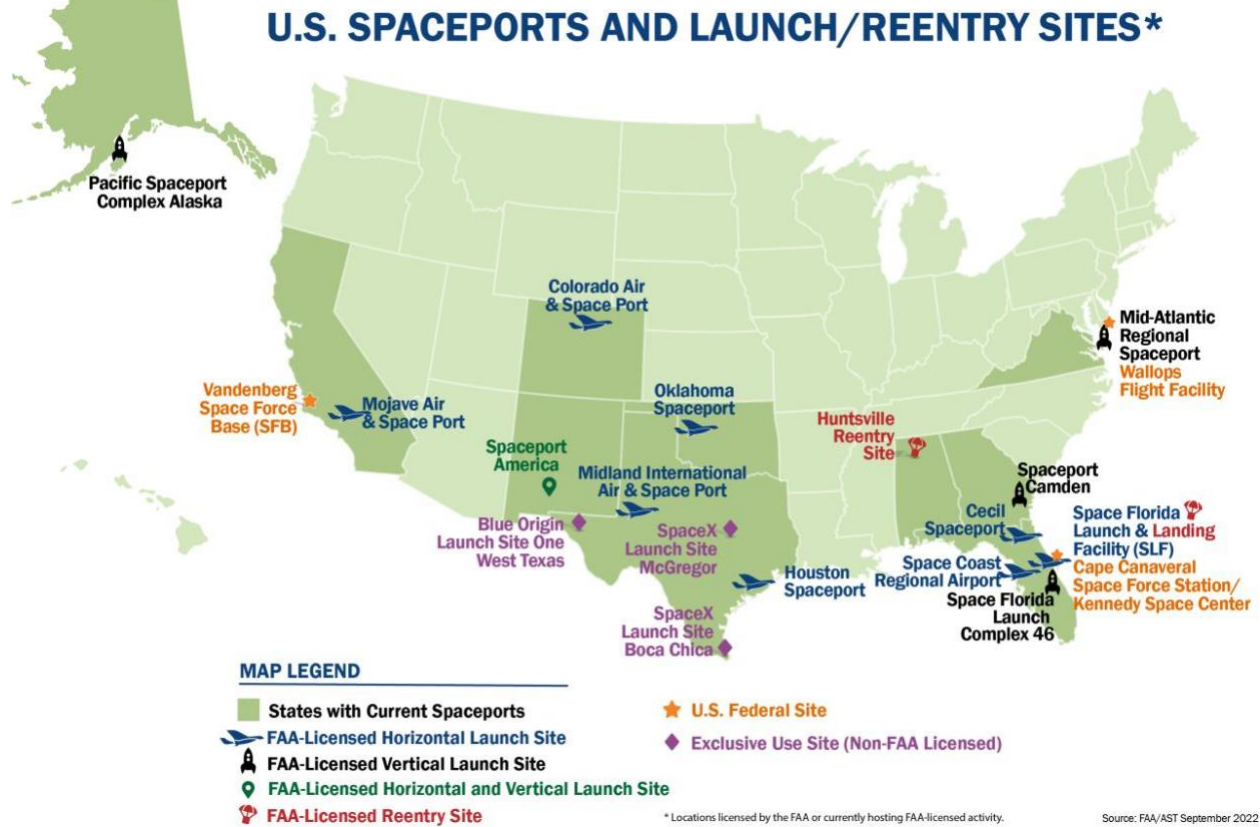 U.S. SPACEPORTS AND LAUNCH/REENTRY SITES*
Pacific Spaceport
Complex Alaska
Colorado Air
& Space Port
Mid-Atlantic
Regional
Spaceport
Wallops
Flight Facility
Vandenberg
Space Force
Base (SFB)
Mojave Air
& Space Port
Oklahoma
Spaceport
Huntsville
Reentry
Site
Spaceport
America
Midland International
Air & Space Port
Spaceport
Camden
Blue Origin
Launch Site One
West Texas
SpaceX
Launch Site
McGregor
Cecil
Spaceport
Space Florida
Launch & Landing
Facility (SLF)
Cape Canaveral
Space Force Station/
Kennedy Space Center
Houston
Spaceport
Space Coast
Regional Airport
Space Florida
Launch
Complex 46
SpaceX
Launch Site
Boca Chica
MAP LEGEND
States with Current Spaceports
FAA-Licensed Horizontal Launch Site
FAA-Licensed Vertical Launch Site
FAA-Licensed Horizontal and Vertical Launch Site
FAA-Licensed Reentry Site
U.S. Federal Site
Exclusive Use Site (Non-FAA Licensed)
* Locations licensed by the FAA or currently hosting FAA-licensed activity.
Source: FAA/AST September 2022